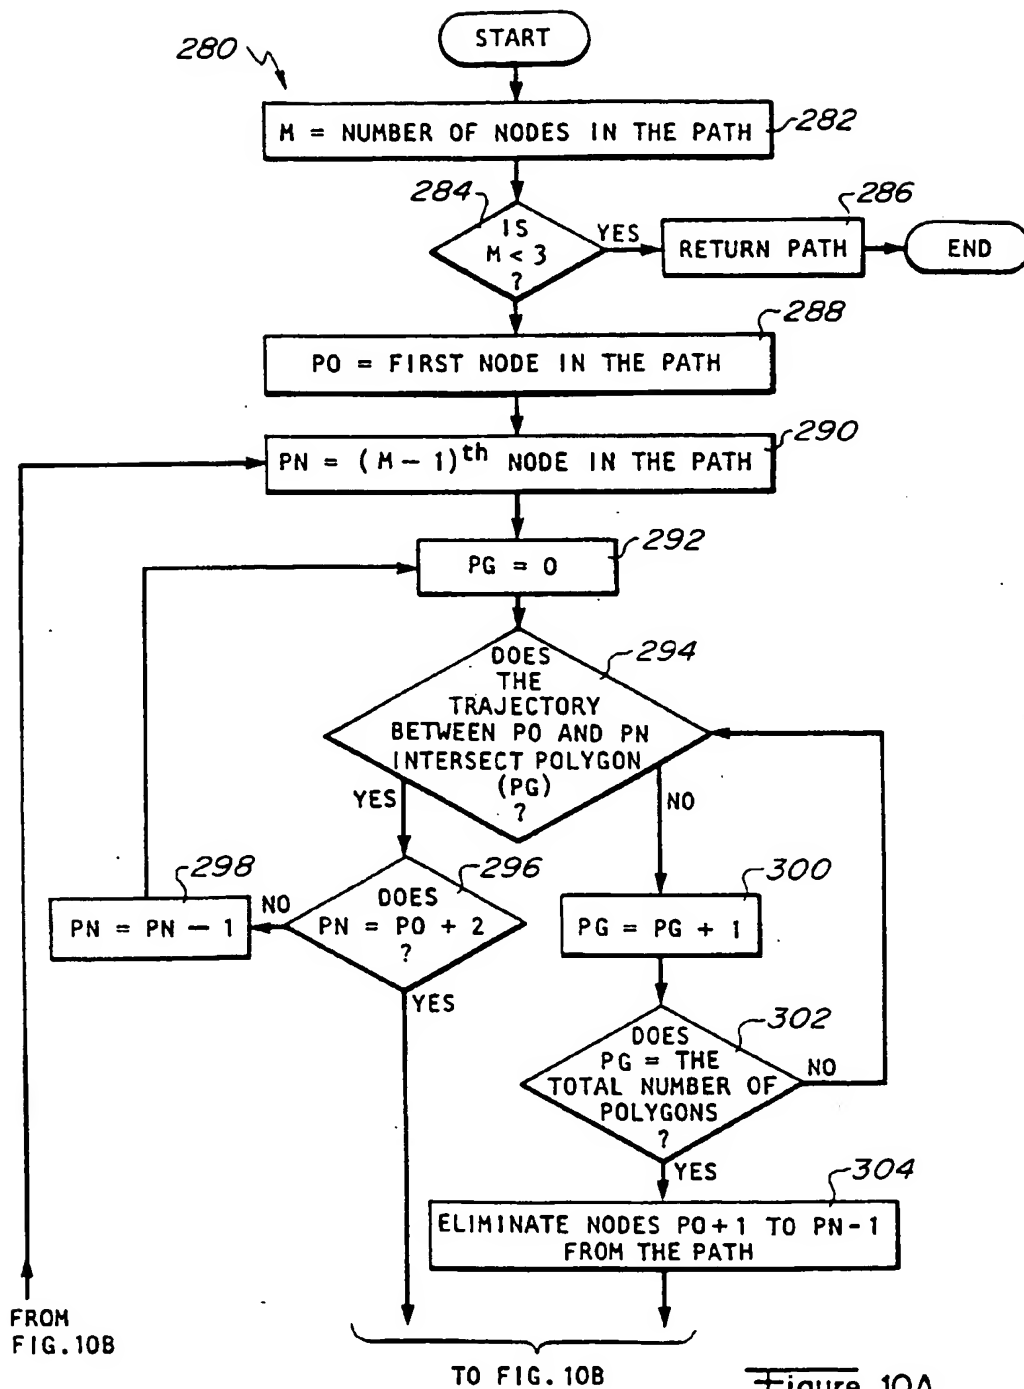 START
280
M = NUMBER OF NODES IN THE PATH
282
284
IS
M < 3
?
YES
286
RETURN PATH
END
288
PO = FIRST NODE IN THE PATH
290
PN = (M - 1)th NODE IN THE PATH
292
PG = 0
294
DOES
THE
TRAJECTORY
BETWEEN PO AND PN
INTERSECT POLYGON
(PG)
?
YES
NO
298
PN = PN - 1
NO
296
DOES
PN = PO + 2
?
YES
300
PG = PG + 1
302
DOES
PG = THE
TOTAL NUMBER OF
POLYGONS
?
NO
YES
304
ELIMINATE NODES PO+1 TO PN-1
FROM THE PATH
FROM
FIG.10B
TO FIG.10B
Figure 10A